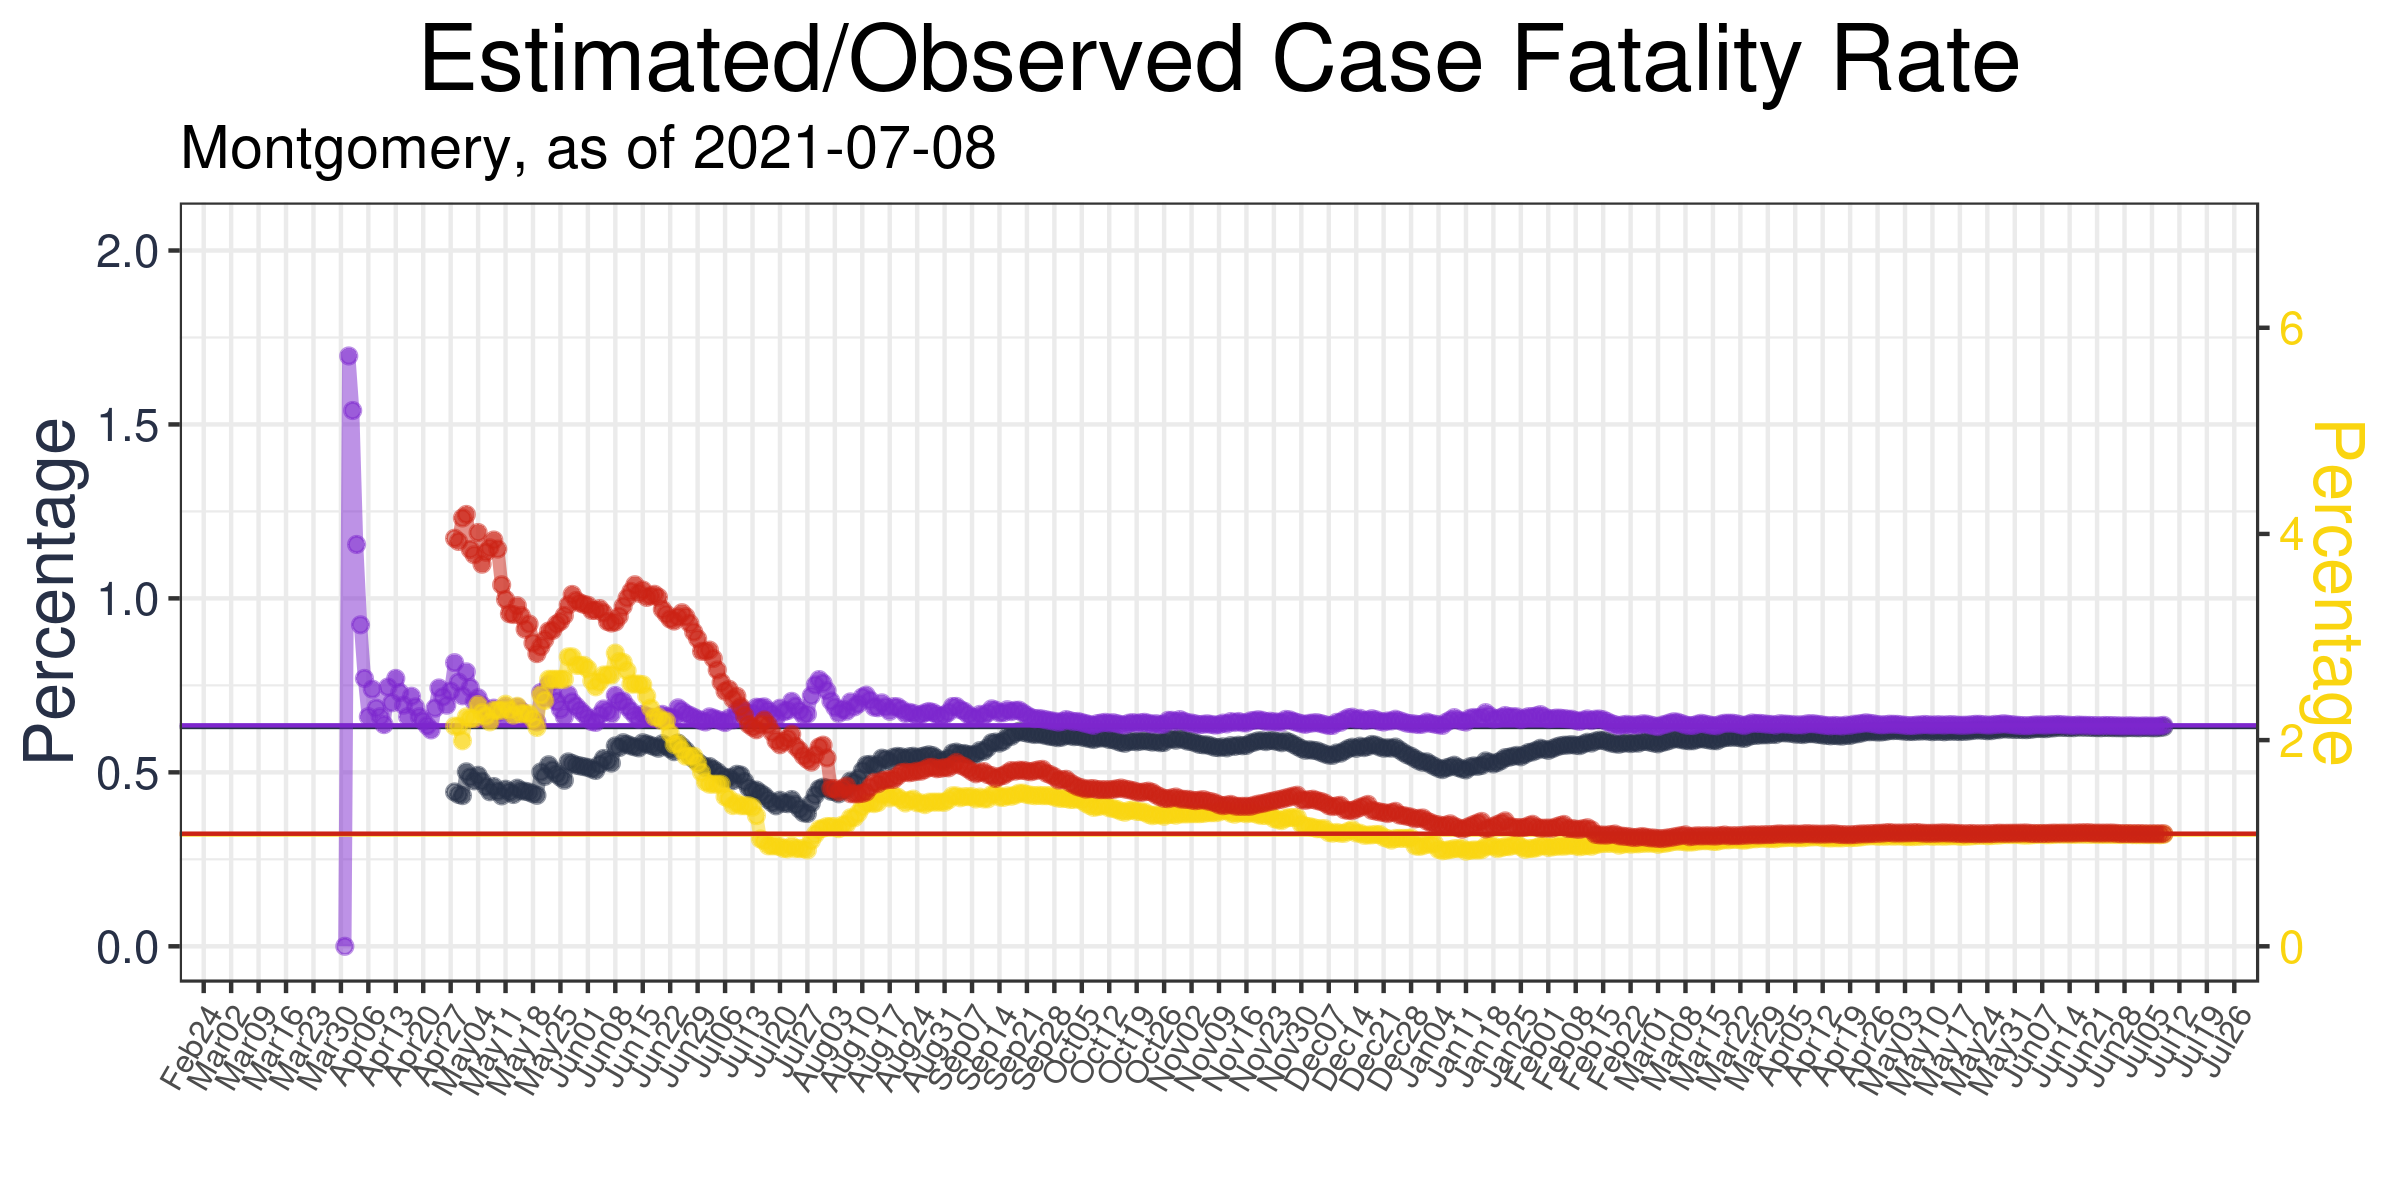 Estimated/Observed Case Fatality Rate
Montgomery, as of 2021-07-08
Percentage
2.0
1.5
1.0
0.5
0.0
6
4
2
0
Percentage
Feb24
Mar02
Mar09
Mar16
Mar23
Mar30
Apr06
Apr13
Apr20
Apr27
May04
May11
May18
May25
Jun01
Jun08
Jun15
Jun22
Jun29
Jul06
Jul13
Jul20
Jul27
Aug03
Aug10
Aug17
Aug24
Aug31
Sep07
Sep14
Sep21
Sep28
Oct05
Oct12
Oct19
Oct26
Nov02
Nov09
Nov16
Nov23
Nov30
Dec07
Dec14
Dec21
Dec28
Jan04
Jan11
Jan18
Jan25
Feb01
Feb08
Feb15
Feb22
Mar01
Mar08
Mar15
Mar22
Mar29
Apr05
Apr12
Apr19
Apr26
May03
May10
May17
May24
May31
Jun07
Jun14
Jun21
Jun28
Jul05
Jul12
Jul19
Jul26